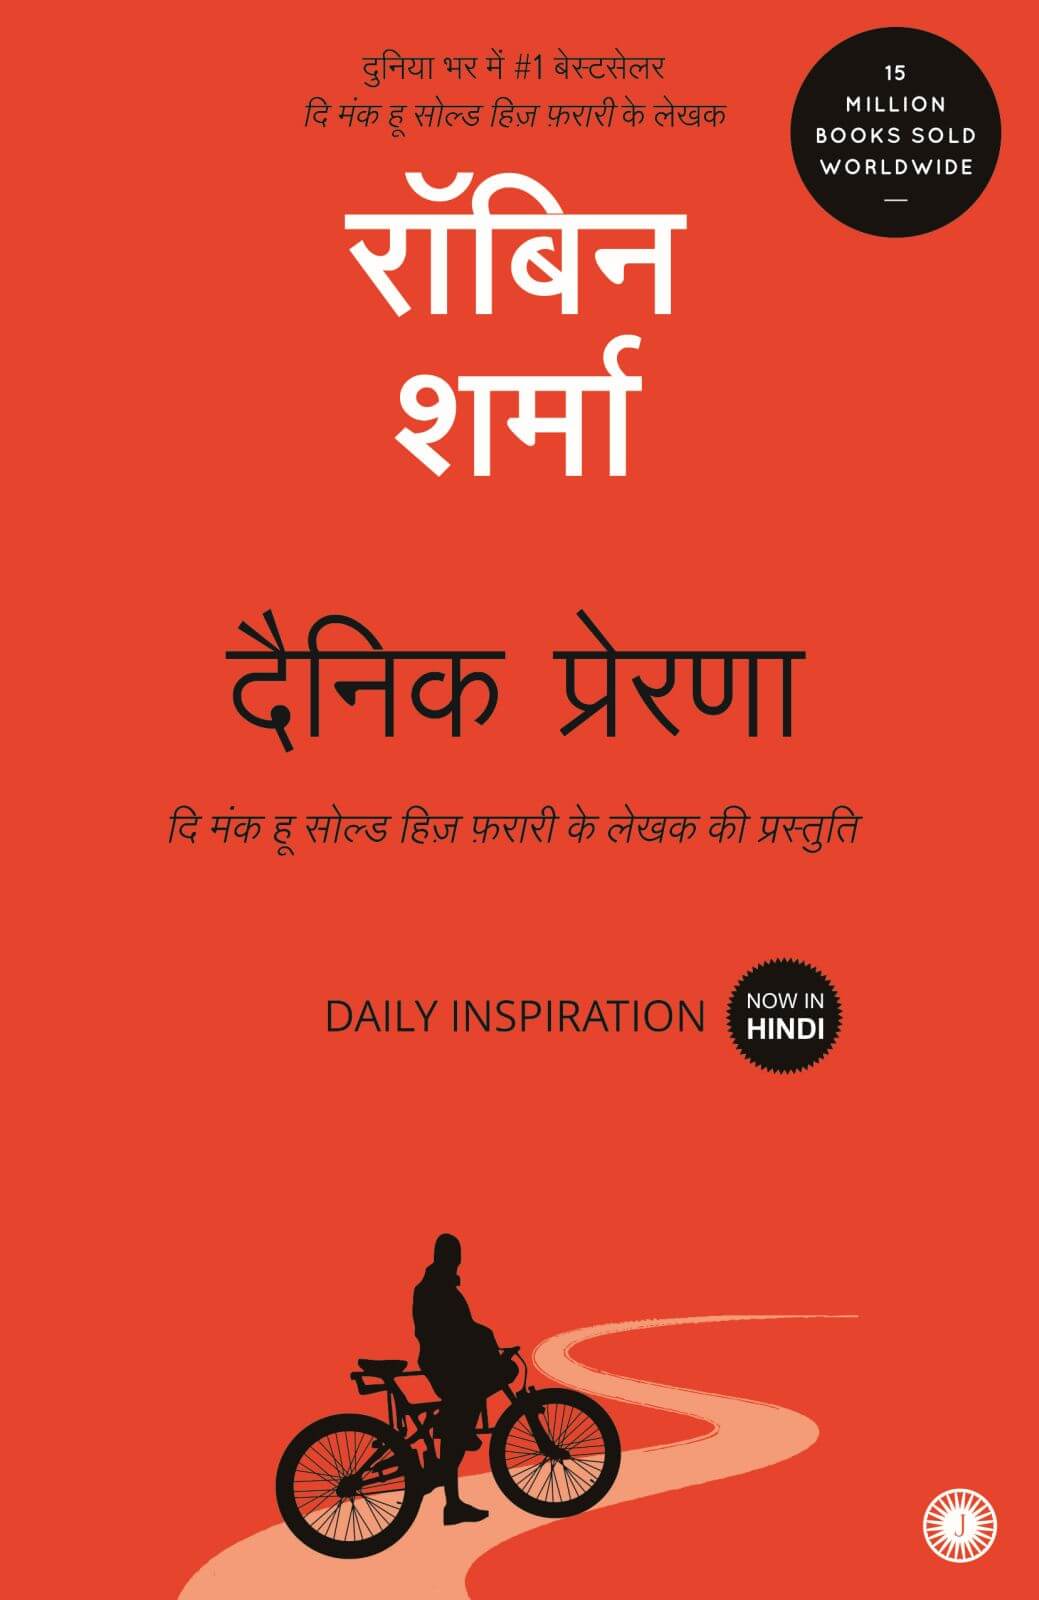 दुनिया भर में #1 बेस्टसेलर
दि मंक हू सोल्ड हिज़ फ़रारी के लेखक
15
MILLION
BOOKS SOLD
WORLDWIDE
रॉबिन
शर्मा
दैनिक प्रेरणा
दि मंक हू सोल्ड हिज़ फ़रारी के लेखक की प्रस्तुति
DAILY INSPIRATION
NOW IN
HINDI
J